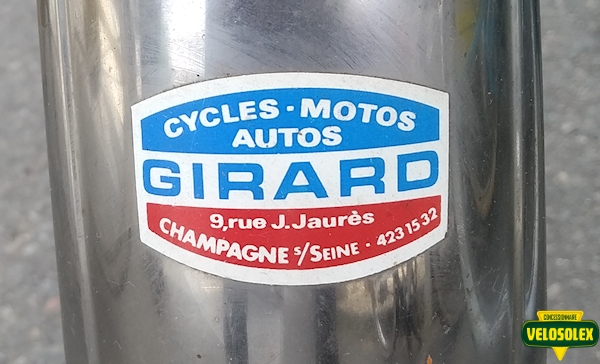 CYCLES - MOTOS
AUTOS
GIRARD
9,rue J.Jaurès
CHAMPAGNE S/SEINE - 423 15 32
CONCESSIONNAIRE
VELOSOLEX